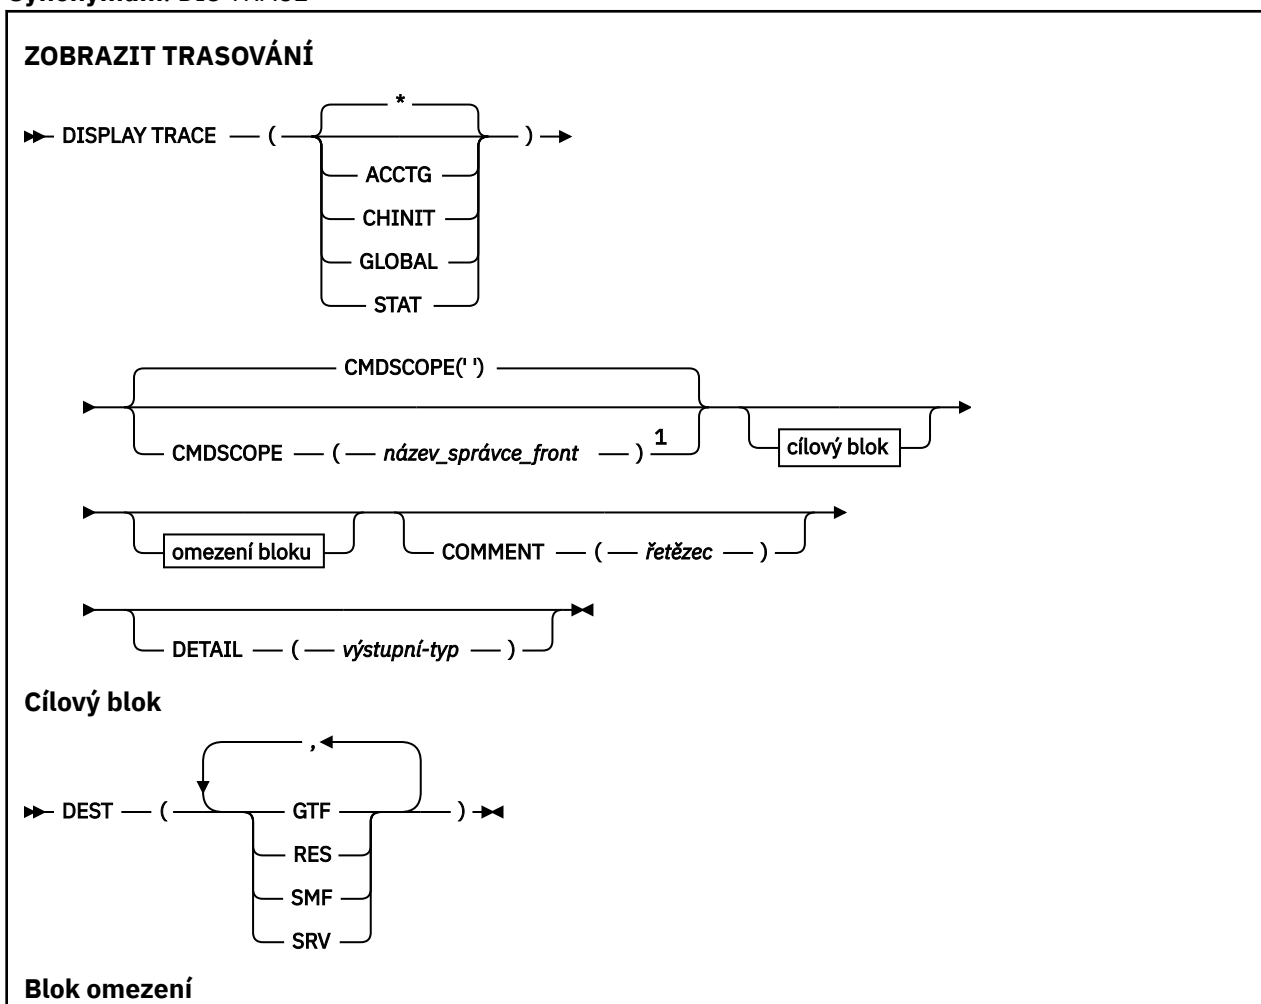 ZOBRAZIT TRASOVÁNÍ
*
DISPLAY TRACE ( )
ACCTG
CHINIT
GLOBAL
STAT
CMDSCOPE(' ')
CMDSCOPE ( název_správce_front ) 1
cílový blok
omezení bloku
COMMENT ( řetězec )
DETAIL ( výstupní-typ )
Cílový blok
,
DEST ( GTF )
RES
SMF
SRV
Blok omezení